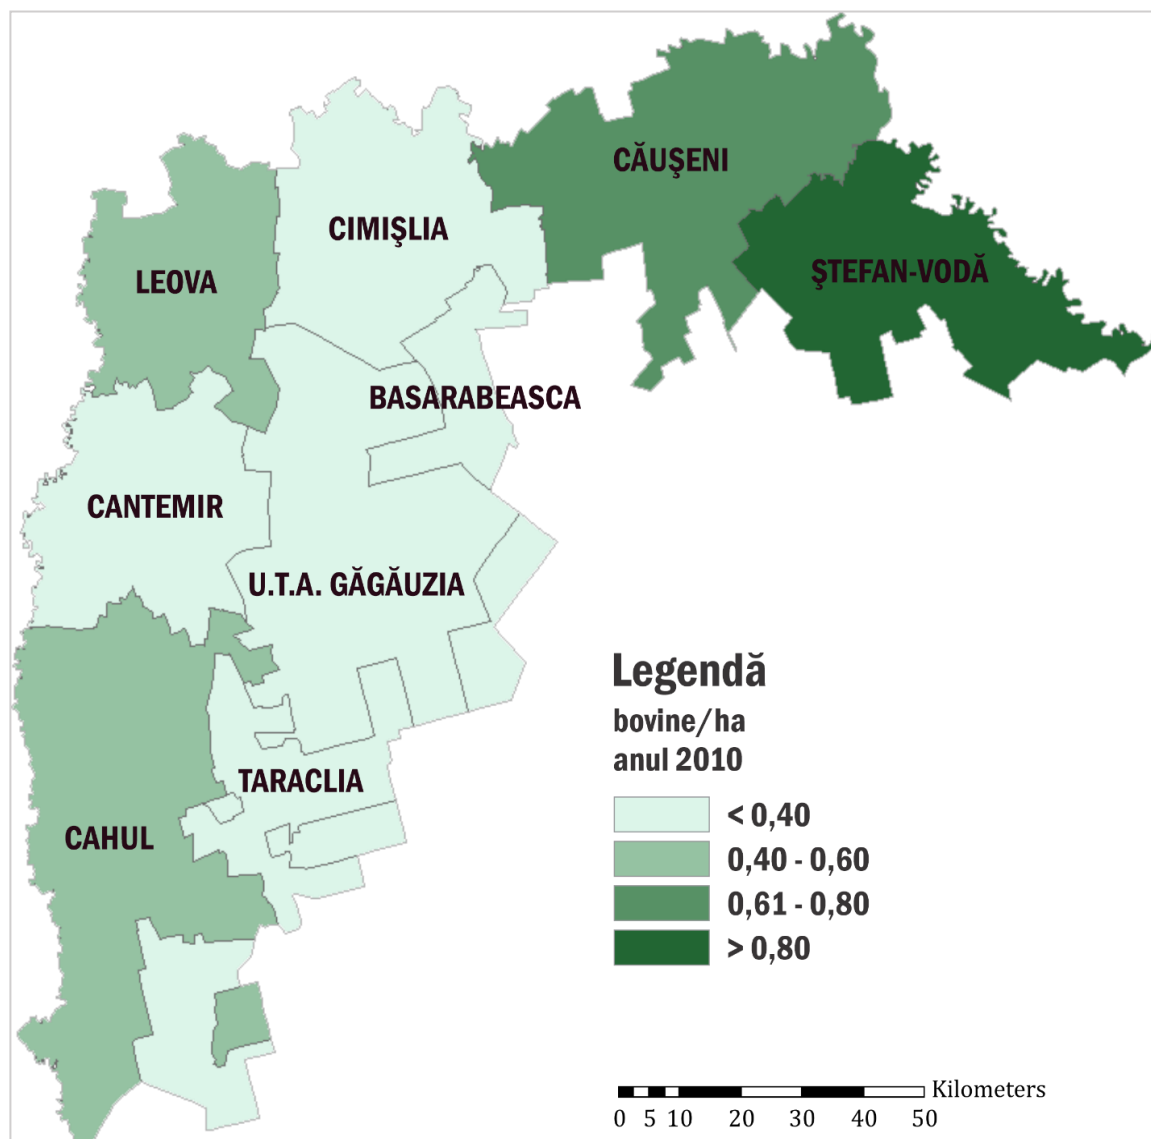 CĂUŞENI
CIMIŞLIA
LEOVA
ŞTEFAN-VODĂ
BASARABEASCA
CANTEMIR
U.T.A. GĂGĂUZIA
TARACLIA
CAHUL
Legendă
bovine/ha
anul 2010
< 0,40
0,40 - 0,60
0,61 - 0,80
> 0,80
Kilometers
0 5 10 20 30 40 50